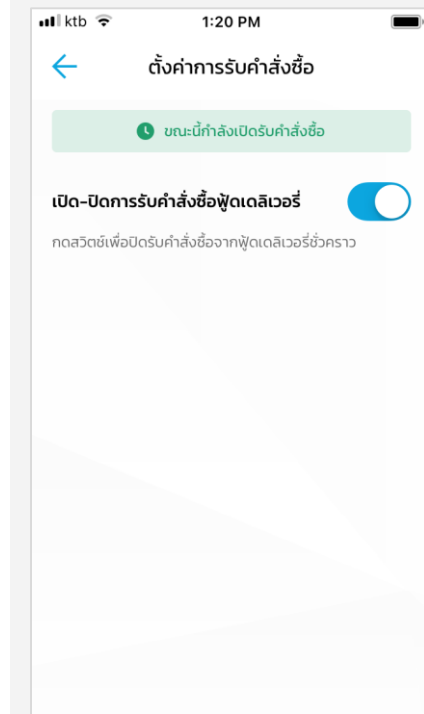 ktb 1:20 PM
ตั้งค่าการรับคำสั่งซื้อ
ขณะนี้กำลังเปิดรับคำสั่งซื้อ
เปิด-ปิดการรับคำสั่งซื้อฟู้ดเดลิเวอรี่
กดสวิตช์เพื่อปิดรับคำสั่งซื้อจากฟู้ดเดลิเวอรี่ชั่วคราว